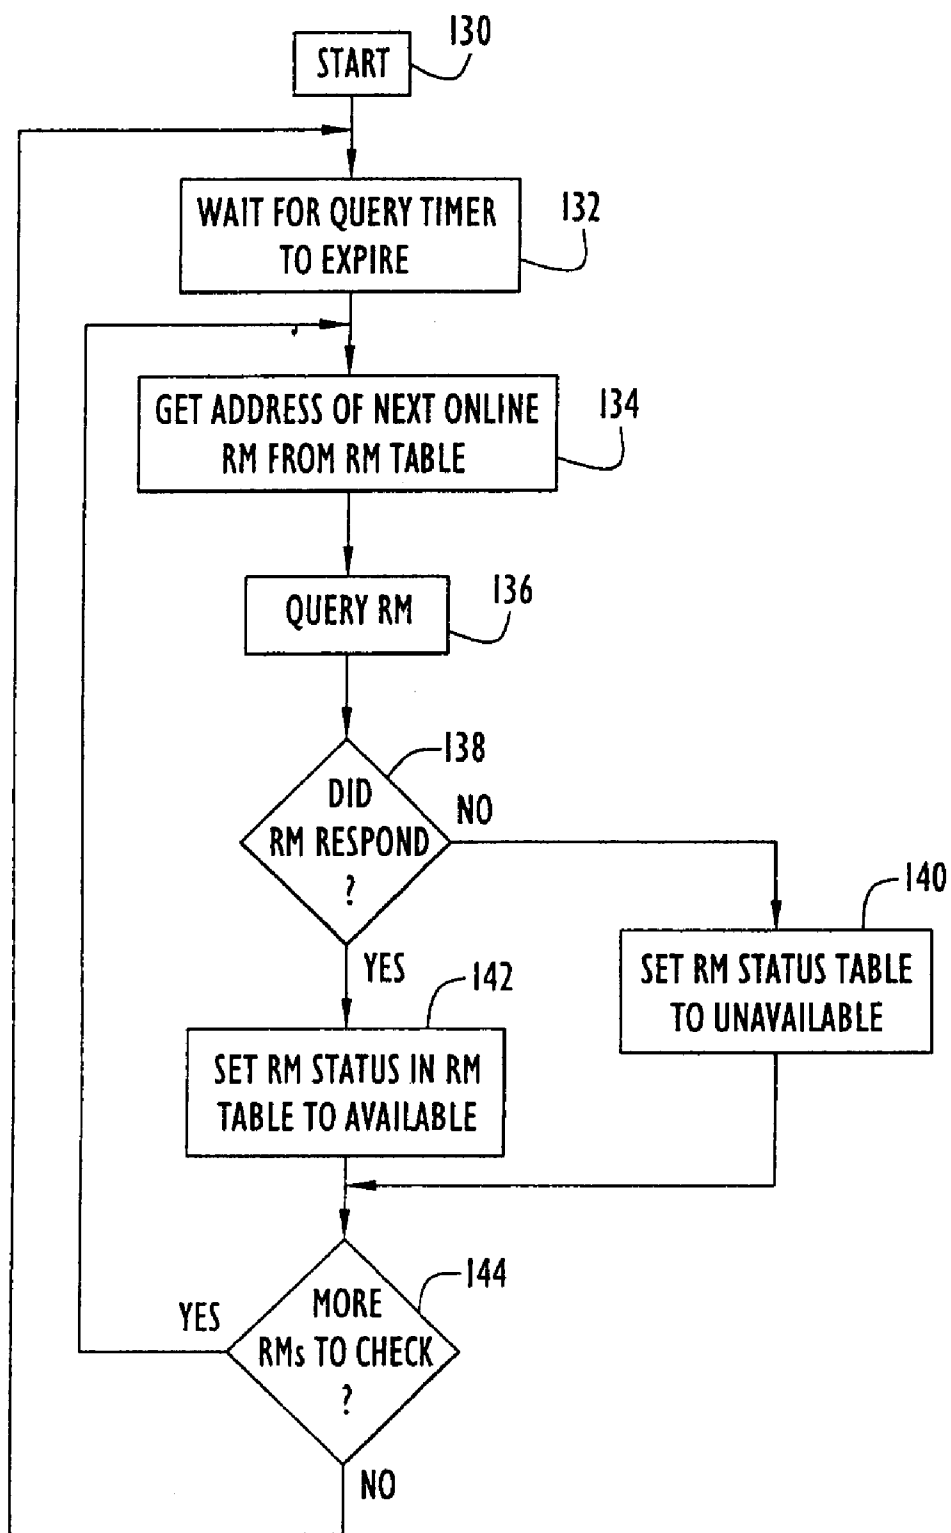 130
START
WAIT FOR QUERY TIMER
TO EXPIRE
132
GET ADDRESS OF NEXT ONLINE
RM FROM RM TABLE
134
QUERY RM
136
138
DID
RM RESPOND
?
NO
YES
140
SET RM STATUS TABLE
TO UNAVAILABLE
142
SET RM STATUS IN RM
TABLE TO AVAILABLE
144
MORE
RMs TO CHECK
?
YES
NO